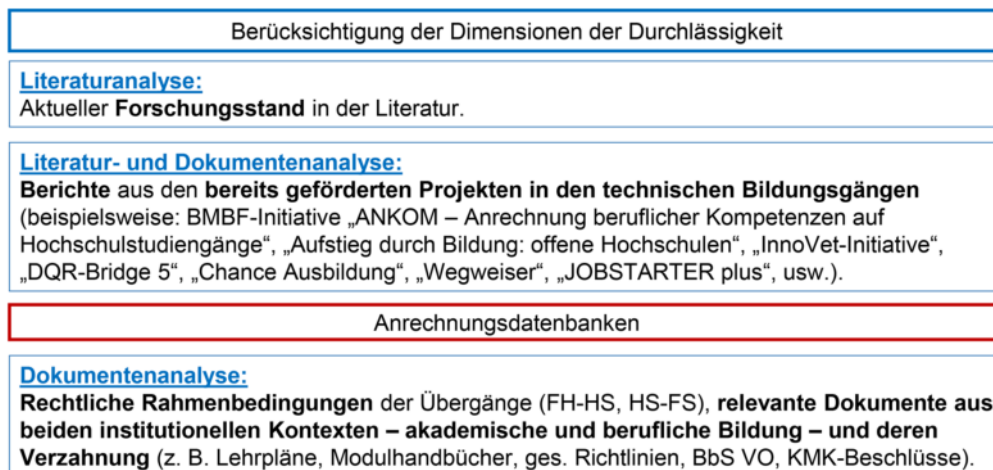 Berücksichtigung der Dimensionen der Durchlässigkeit
Literaturanalyse:
Aktueller Forschungsstand in der Literatur.
Literatur- und Dokumentenanalyse:
Berichte aus den bereits geförderten Projekten in den technischen Bildungsgängen
(beispielsweise: BMBF-Initiative „ANKOM – Anrechnung beruflicher Kompetenzen auf
Hochschulstudiengänge“, „Aufstieg durch Bildung: offene Hochschulen“, „InnoVet-Initiative“,
„DQR-Bridge 5“, „Chance Ausbildung“, „Wegweiser“, „JOBSTARTER plus“, usw.).
Anrechnungsdatenbanken
Dokumentenanalyse:
Rechtliche Rahmenbedingungen der Übergänge (FH-HS, HS-FS), relevante Dokumente aus
beiden institutionellen Kontexten – akademische und berufliche Bildung – und deren
Verzahnung (z. B. Lehrpläne, Modulhandbücher, ges. Richtlinien, BbS VO, KMK-Beschlüsse).